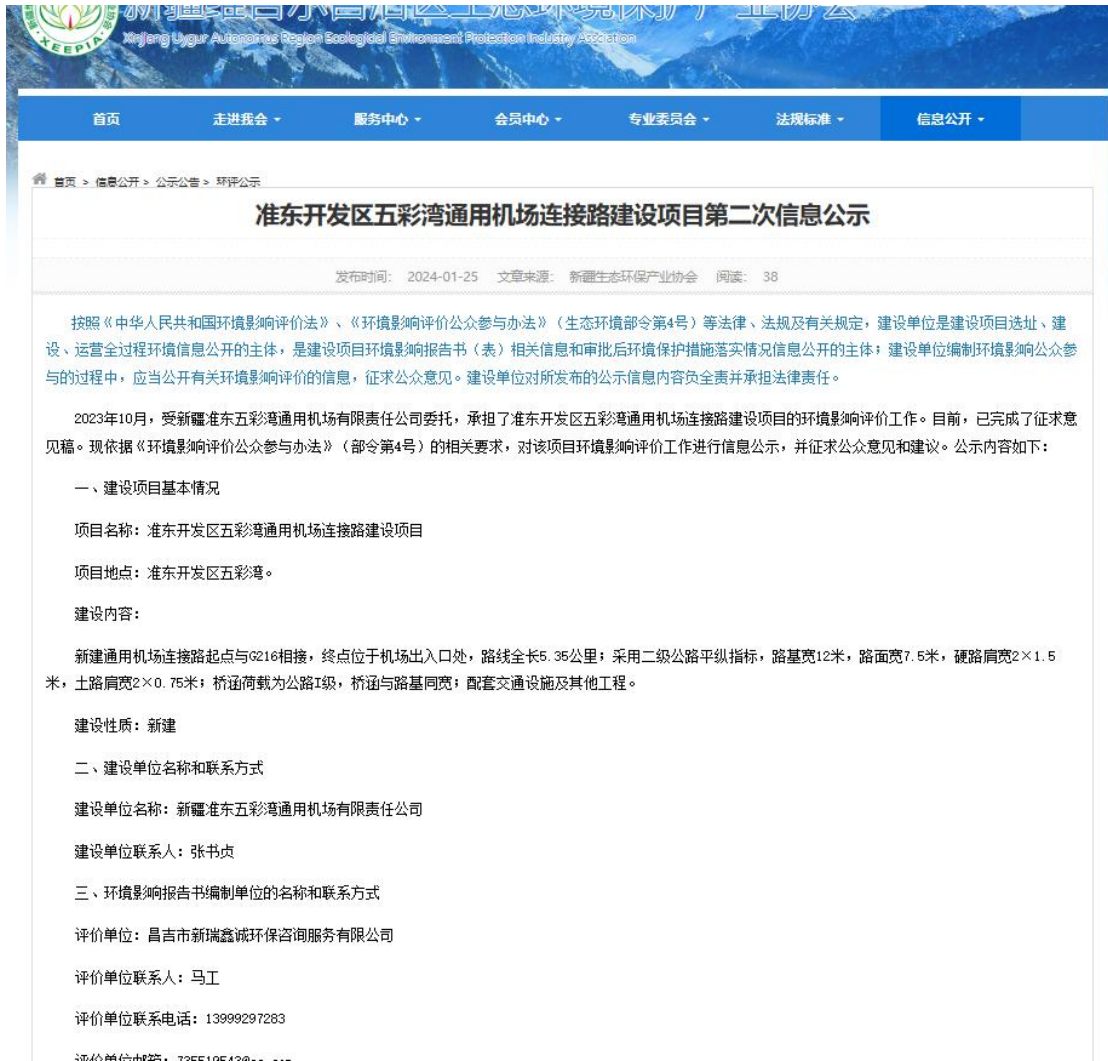 新疆维吾尔自治区生态环境保护产业协会
XEEPIA
Xinjiang Uygur Autonomous Region Ecological Environment Protection Industry Assciation
首页 走进我会 服务中心 会员中心 专业委员会 法规标准 信息公开
首页 > 信息公开 > 公示公告 > 环评公示
准东开发区五彩湾通用机场连接路建设项目第二次信息公示
发布时间: 2024-01-25 文章来源: 新疆生态环保产业协会 阅读: 38
按照《中华人民共和国环境影响评价法》、《环境影响评价公众参与办法》（生态环境部令第4号）等法律、法规及有关规定，建设单位是建设项目选址、建
设、运营全过程环境信息公开的主体，是建设项目环境影响报告书（表）相关信息和审批后环境保护措施落实情况信息公开的主体；建设单位编制环境影响公众参
与的过程中，应当公开有关环境影响评价的信息，征求公众意见。建设单位对所发布的公示信息内容负全责并承担法律责任。
2023年10月，受新疆准东五彩湾通用机场有限责任公司委托，承担了准东开发区五彩湾通用机场连接路建设项目的环境影响评价工作。目前，已完成了征求意
见稿。现依据《环境影响评价公众参与办法》（部令第4号）的相关要求，对该项目环境影响评价工作进行信息公示，并征求公众意见和建议。公示内容如下：
一、建设项目基本情况
项目名称：准东开发区五彩湾通用机场连接路建设项目
项目地点：准东开发区五彩湾。
建设内容：
新建通用机场连接路起点与G216相接，终点位于机场出入口处，路线全长5.35公里；采用二级公路平纵指标，路基宽12米，路面宽7.5米，硬路肩宽2×1.5
米，土路肩宽2×0.75米；桥涵荷载为公路I级，桥涵与路基同宽；配套交通设施及其他工程。
建设性质：新建
二、建设单位名称和联系方式
建设单位名称：新疆准东五彩湾通用机场有限责任公司
建设单位联系人：张书贞
三、环境影响报告书编制单位的名称和联系方式
评价单位：昌吉市新瑞鑫诚环保咨询服务有限公司
评价单位联系人：马工
评价单位联系电话：13999297283
评价单位邮箱：735519543@qq.com